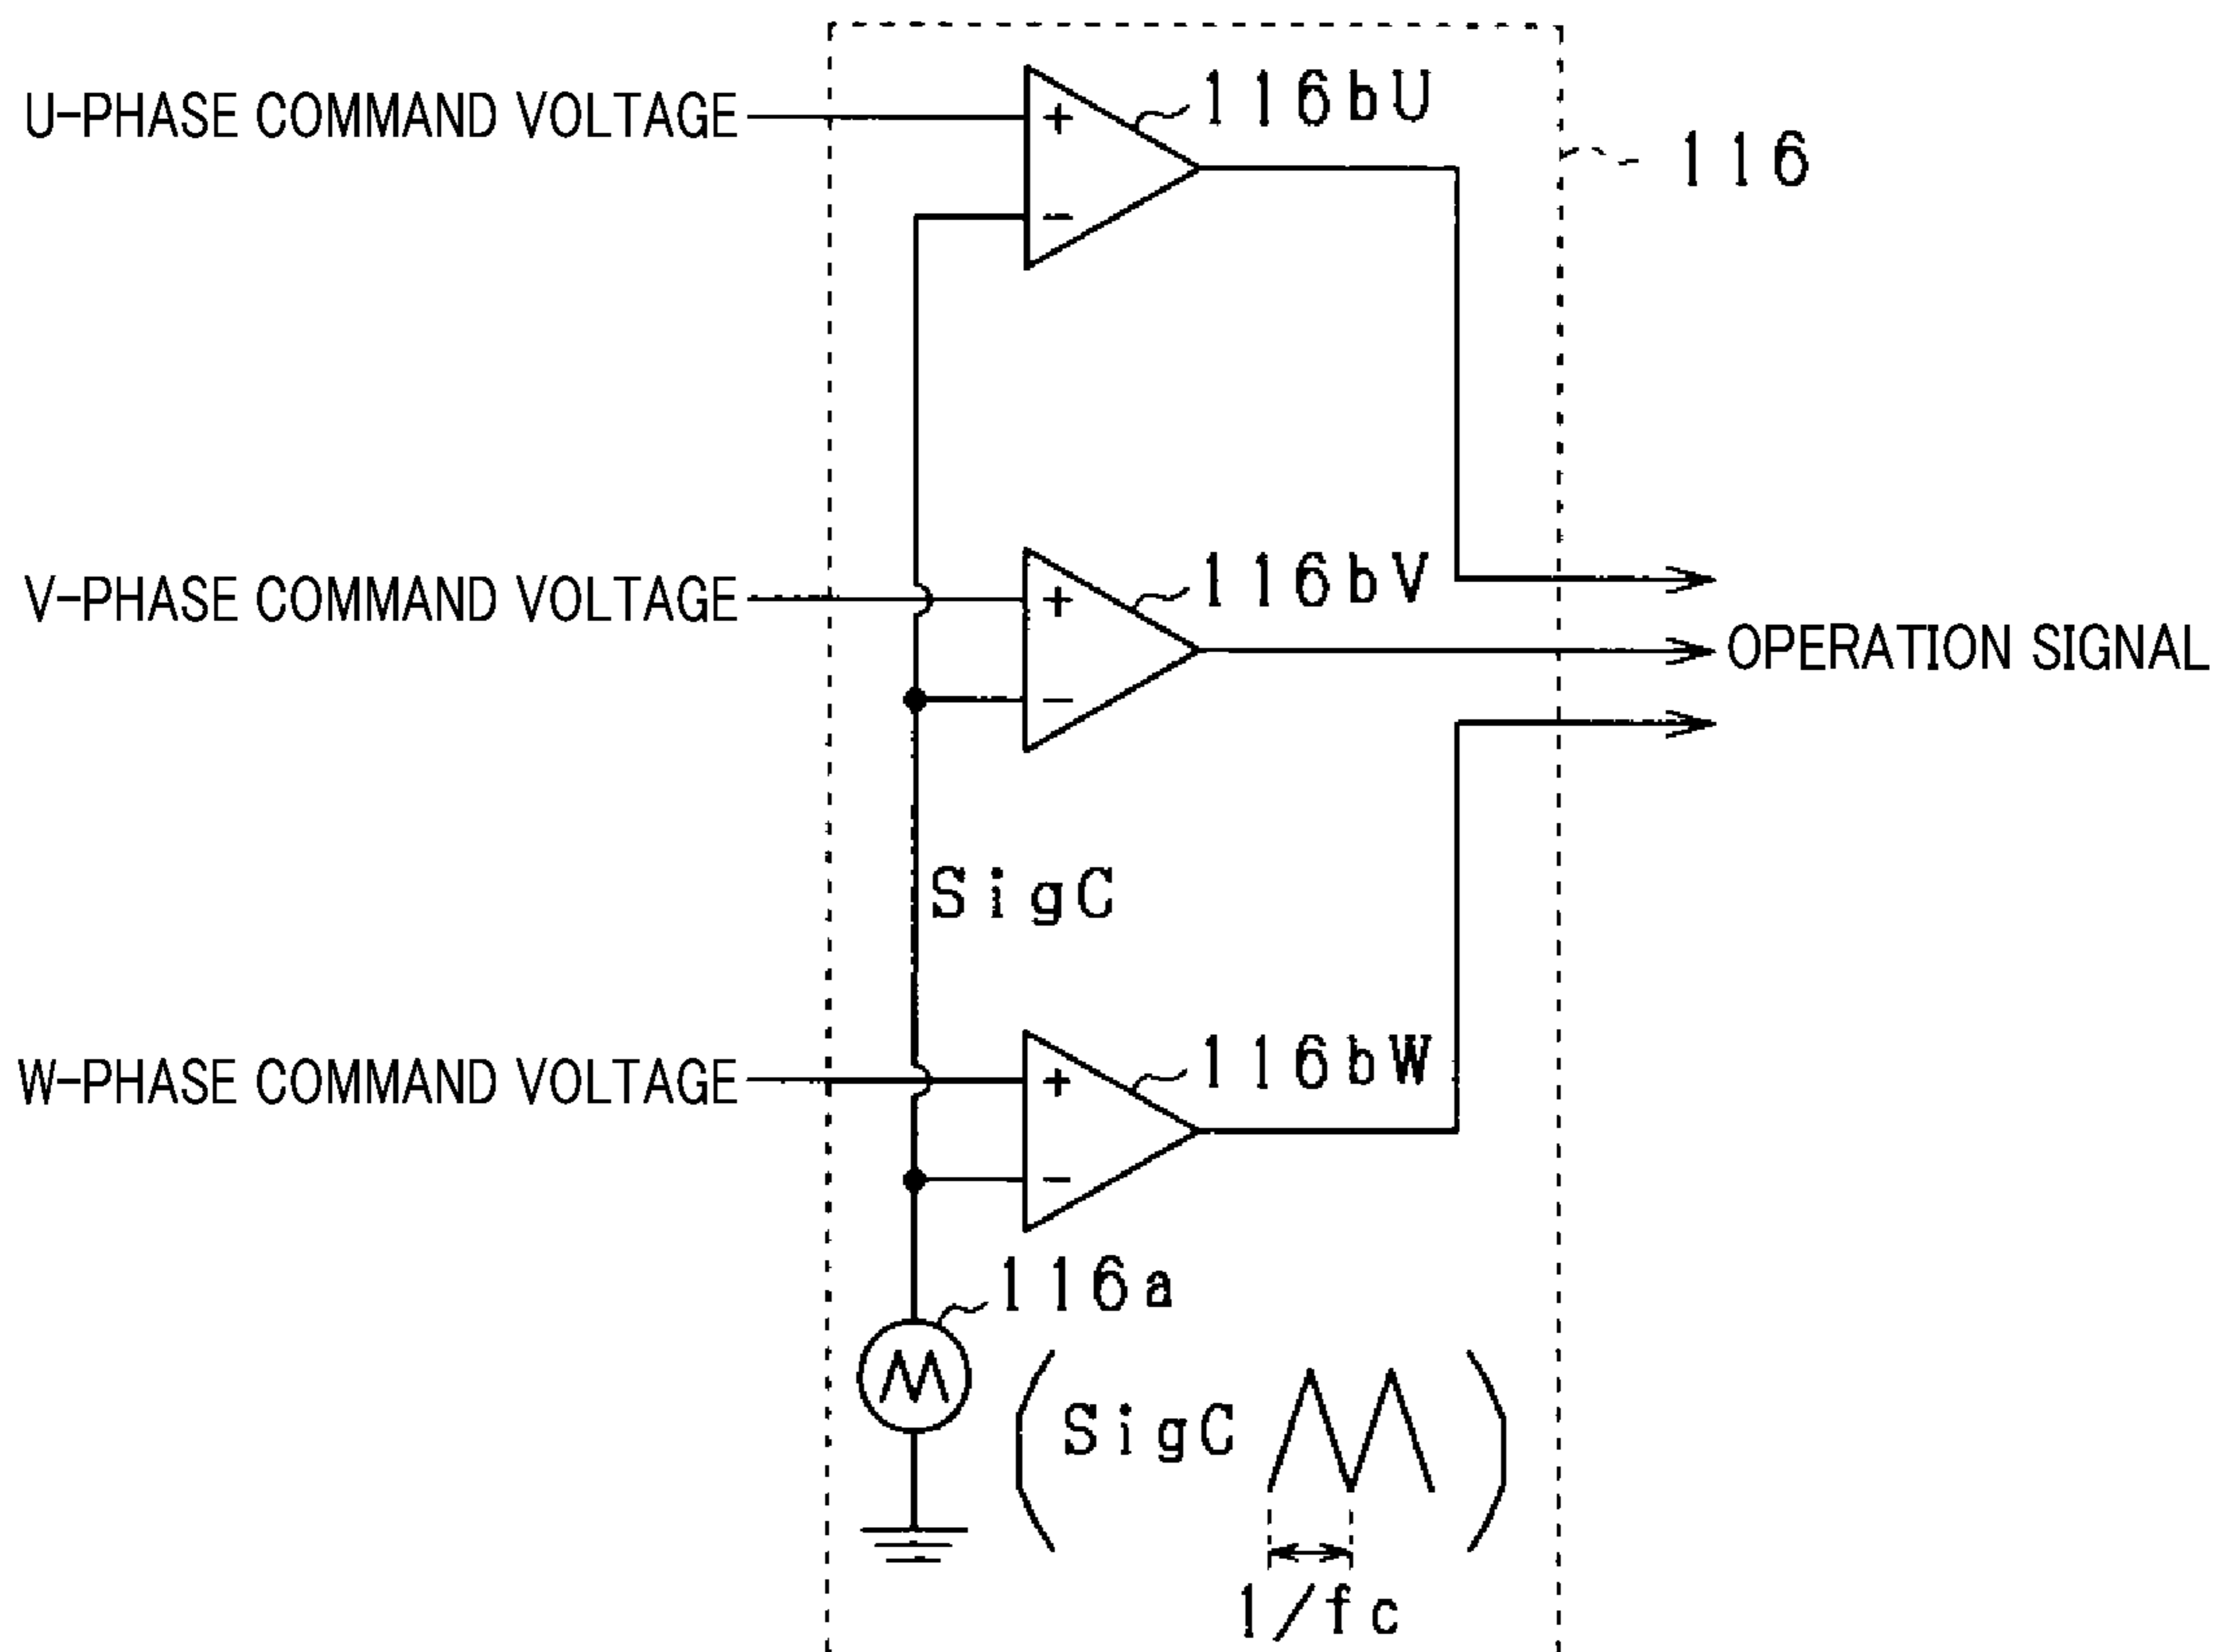 U-PHASE COMMAND VOLTAGE
+
116bU
116
-
V-PHASE COMMAND VOLTAGE
+
116bV
OPERATION SIGNAL
-
SigC
W-PHASE COMMAND VOLTAGE
+
116bW
-
116a
(SigC)
1/fc